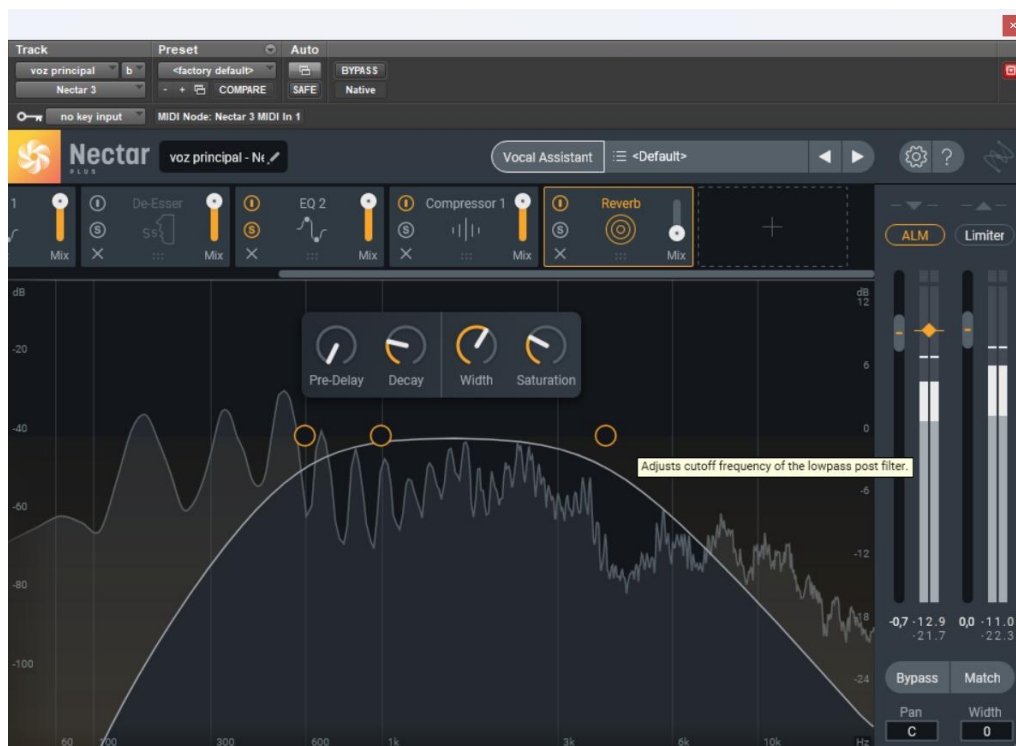 Track Preset Auto
voz principal b <factory default> BYPASS
Nectar 3 - + COMPARE SAFE Native
no key input MIDI Node: Nectar 3 MIDI In 1
Nectar voz principal - Ne Vocal Assistant <Default> ?
PLUS
1 De-Esser EQ 2 Compressor 1 Reverb
S S S S
Ss
Mix Mix Mix Mix Mix
ALM Limiter
dB dB
12
-20
6
Pre-Delay Decay Width Saturation
-40 0
Adjusts cutoff frequency of the lowpass post filter.
-60 -6
-12
-80
-18
-0,7 -12.9 0,0 -11.0
-21.7 -22.3
-100
-24
Bypass Match
Pan Width
C 0
60 100 300 600 1k 3k 6k 10k Hz